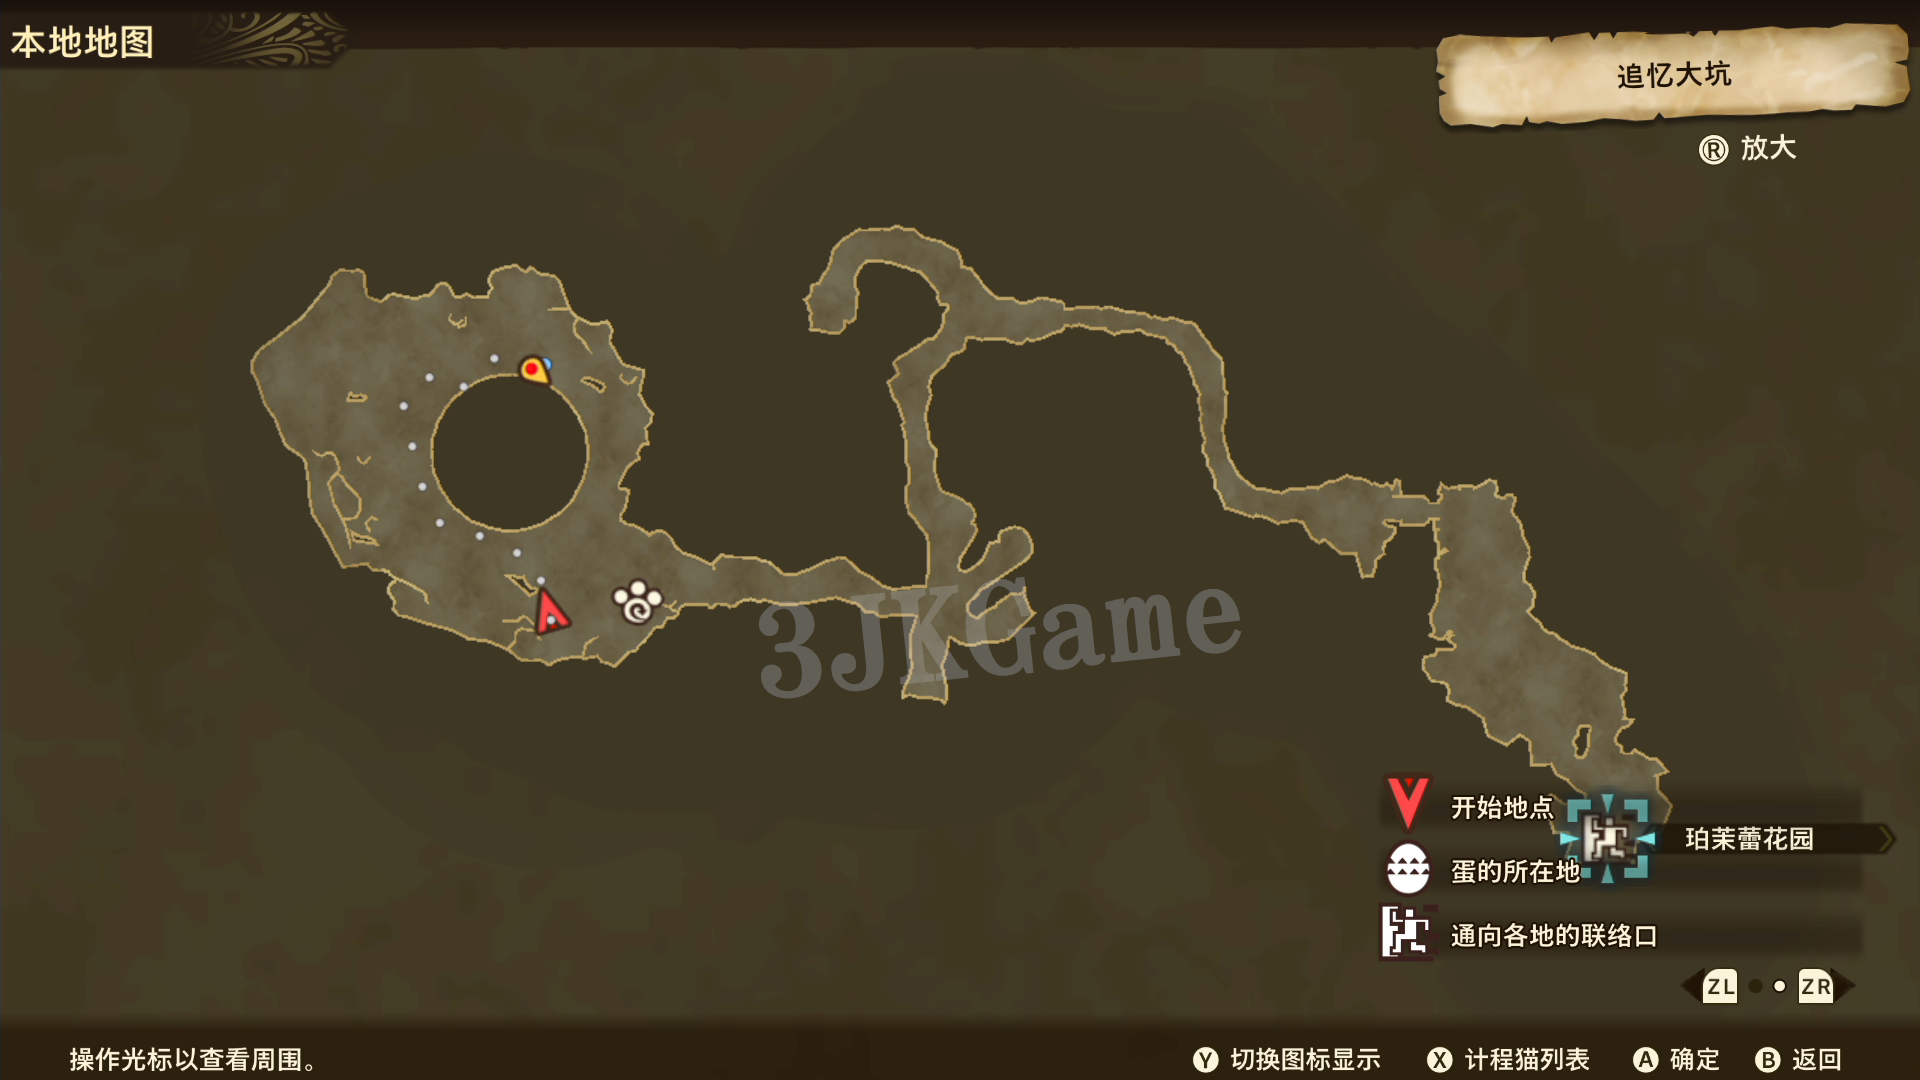 本地地图
追忆大坑
R 放大
3JKGame
开始地点
珀茉蕾花园
蛋的所在地
通向各地的联络口
ZL ZR
操作光标以查看周围。
Y 切换图标显示 X 计程猫列表 A 确定 B 返回